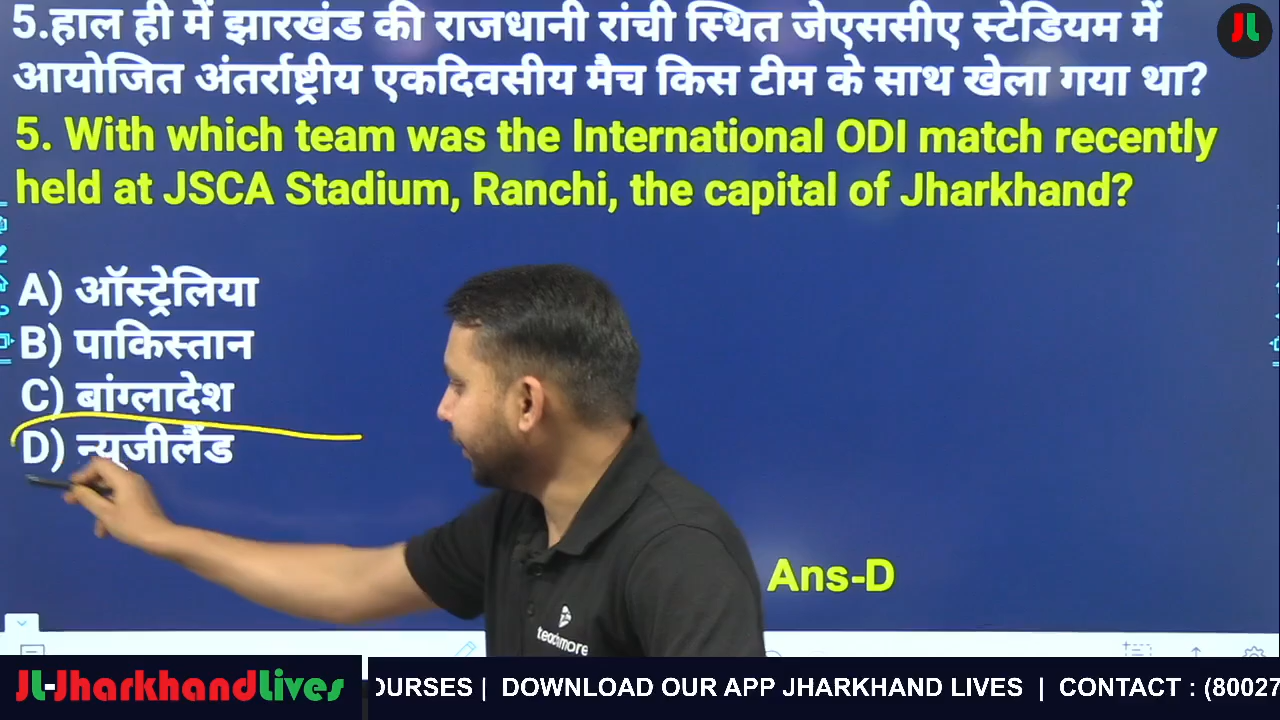 5.हाल ही में झारखंड की राजधानी रांची स्थित जेएससीए स्टेडियम में
आयोजित अंतर्राष्ट्रीय एकदिवसीय मैच किस टीम के साथ खेला गया था?
5. With which team was the International ODI match recently
held at JSCA Stadium, Ranchi, the capital of Jharkhand?
A) ऑस्ट्रेलिया
B) पाकिस्तान
C) बांग्लादेश
D) न्यूजीलैंड
Ans-D
teachmore
JL
JL-JharkhandLives
OURSES | DOWNLOAD OUR APP JHARKHAND LIVES | CONTACT : (80027